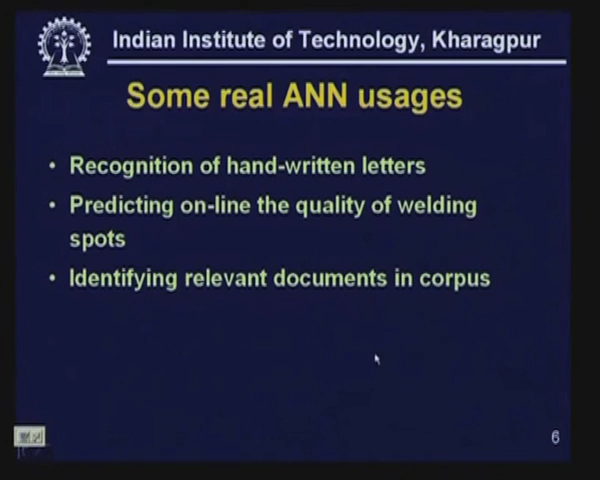 Indian Institute of Technology, Kharagpur
Some real ANN usages
• Recognition of hand-written letters
• Predicting on-line the quality of welding
spots
• Identifying relevant documents in corpus
6